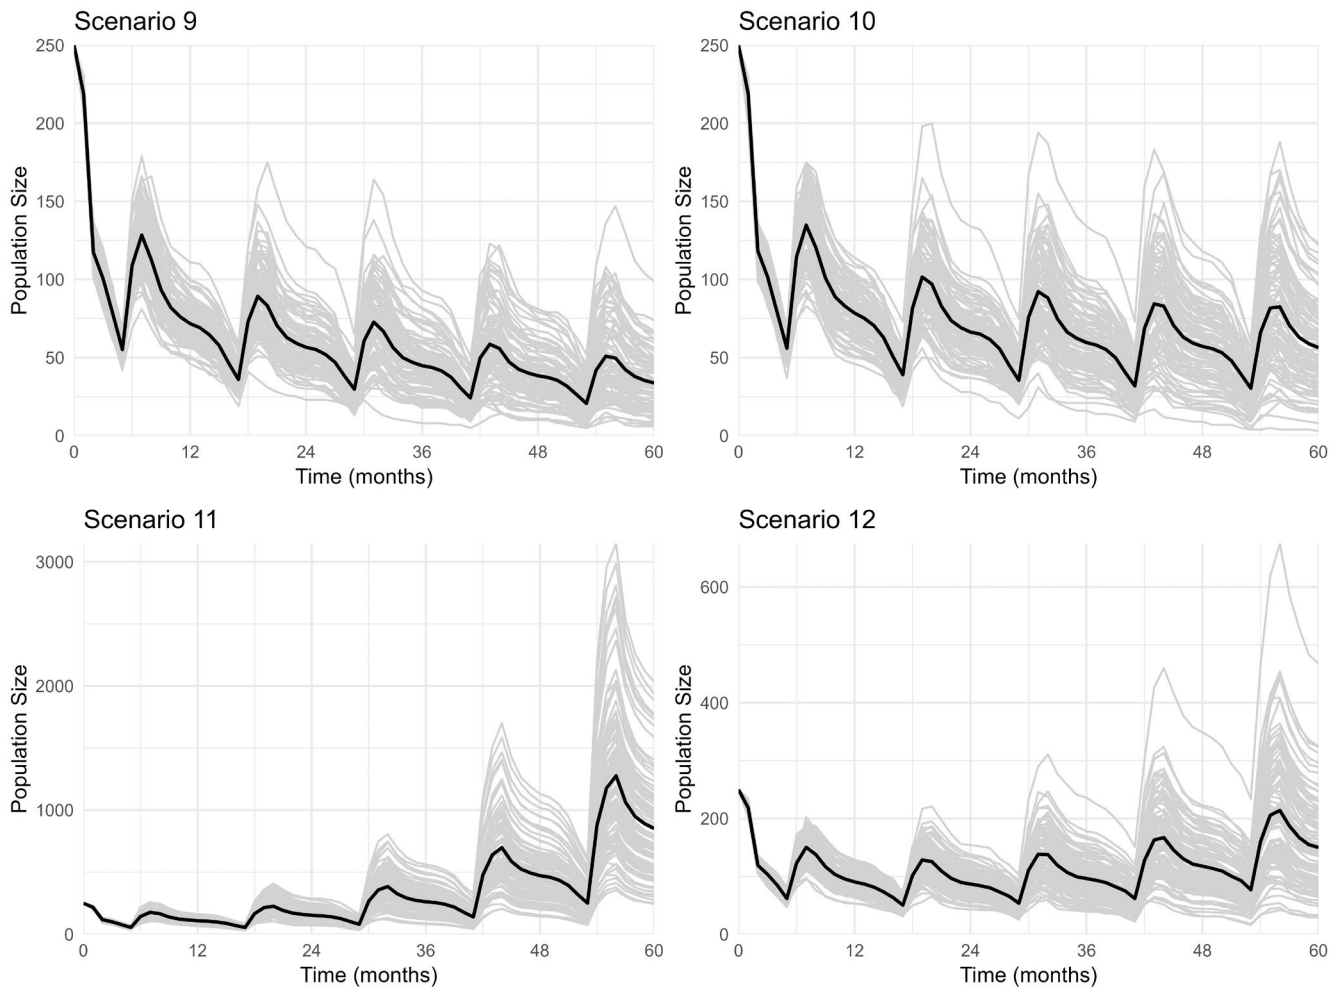 Scenario 9
Population Size
250
200
150
100
50
0
0 12 24 36 48 60
Time (months)
Scenario 10
Population Size
250
200
150
100
50
0
0 12 24 36 48 60
Time (months)
Scenario 11
Population Size
3000
2000
1000
0
0 12 24 36 48 60
Time (months)
Scenario 12
Population Size
600
400
200
0
0 12 24 36 48 60
Time (months)